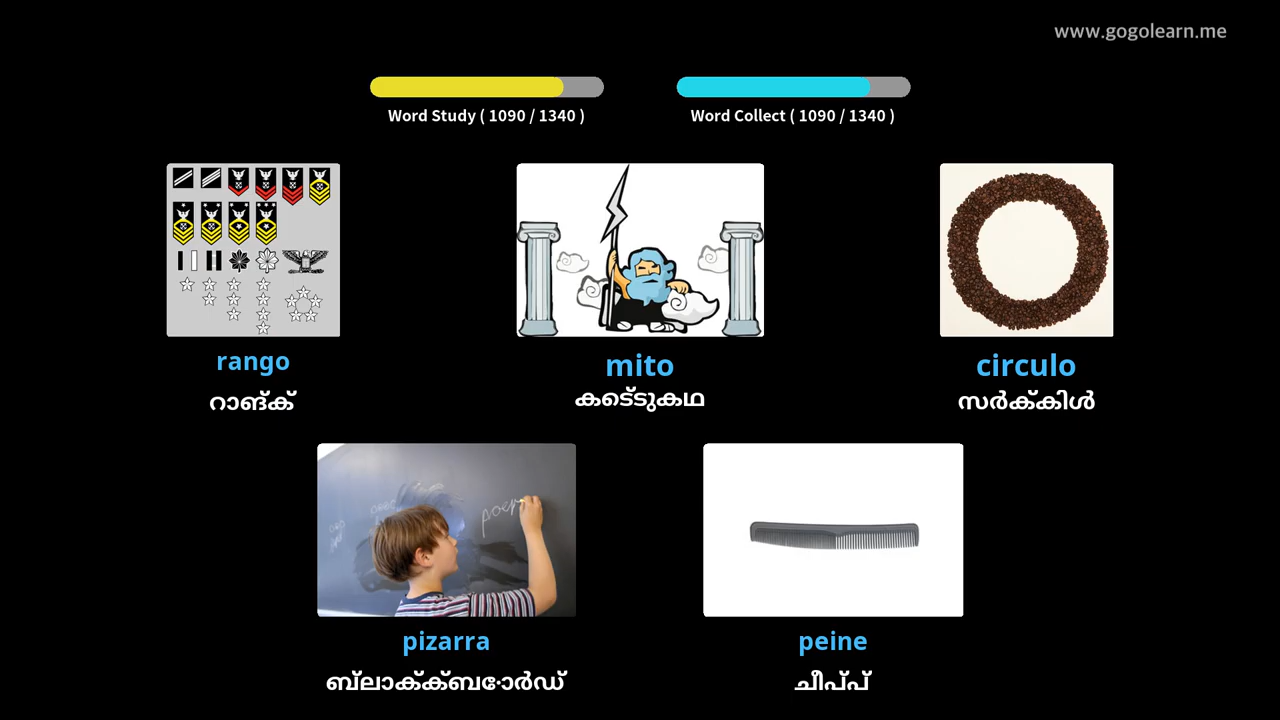 www.gogolearn.me
Word Study ( 1090 / 1340 )
Word Collect ( 1090 / 1340 )
rango
റാങ്ക്
mito
കെട്ടുകഥ
circulo
സർക്കിൾ
pizarra
ബ്ലാക്ക്ബോർഡ്
peine
ചീപ്പ്